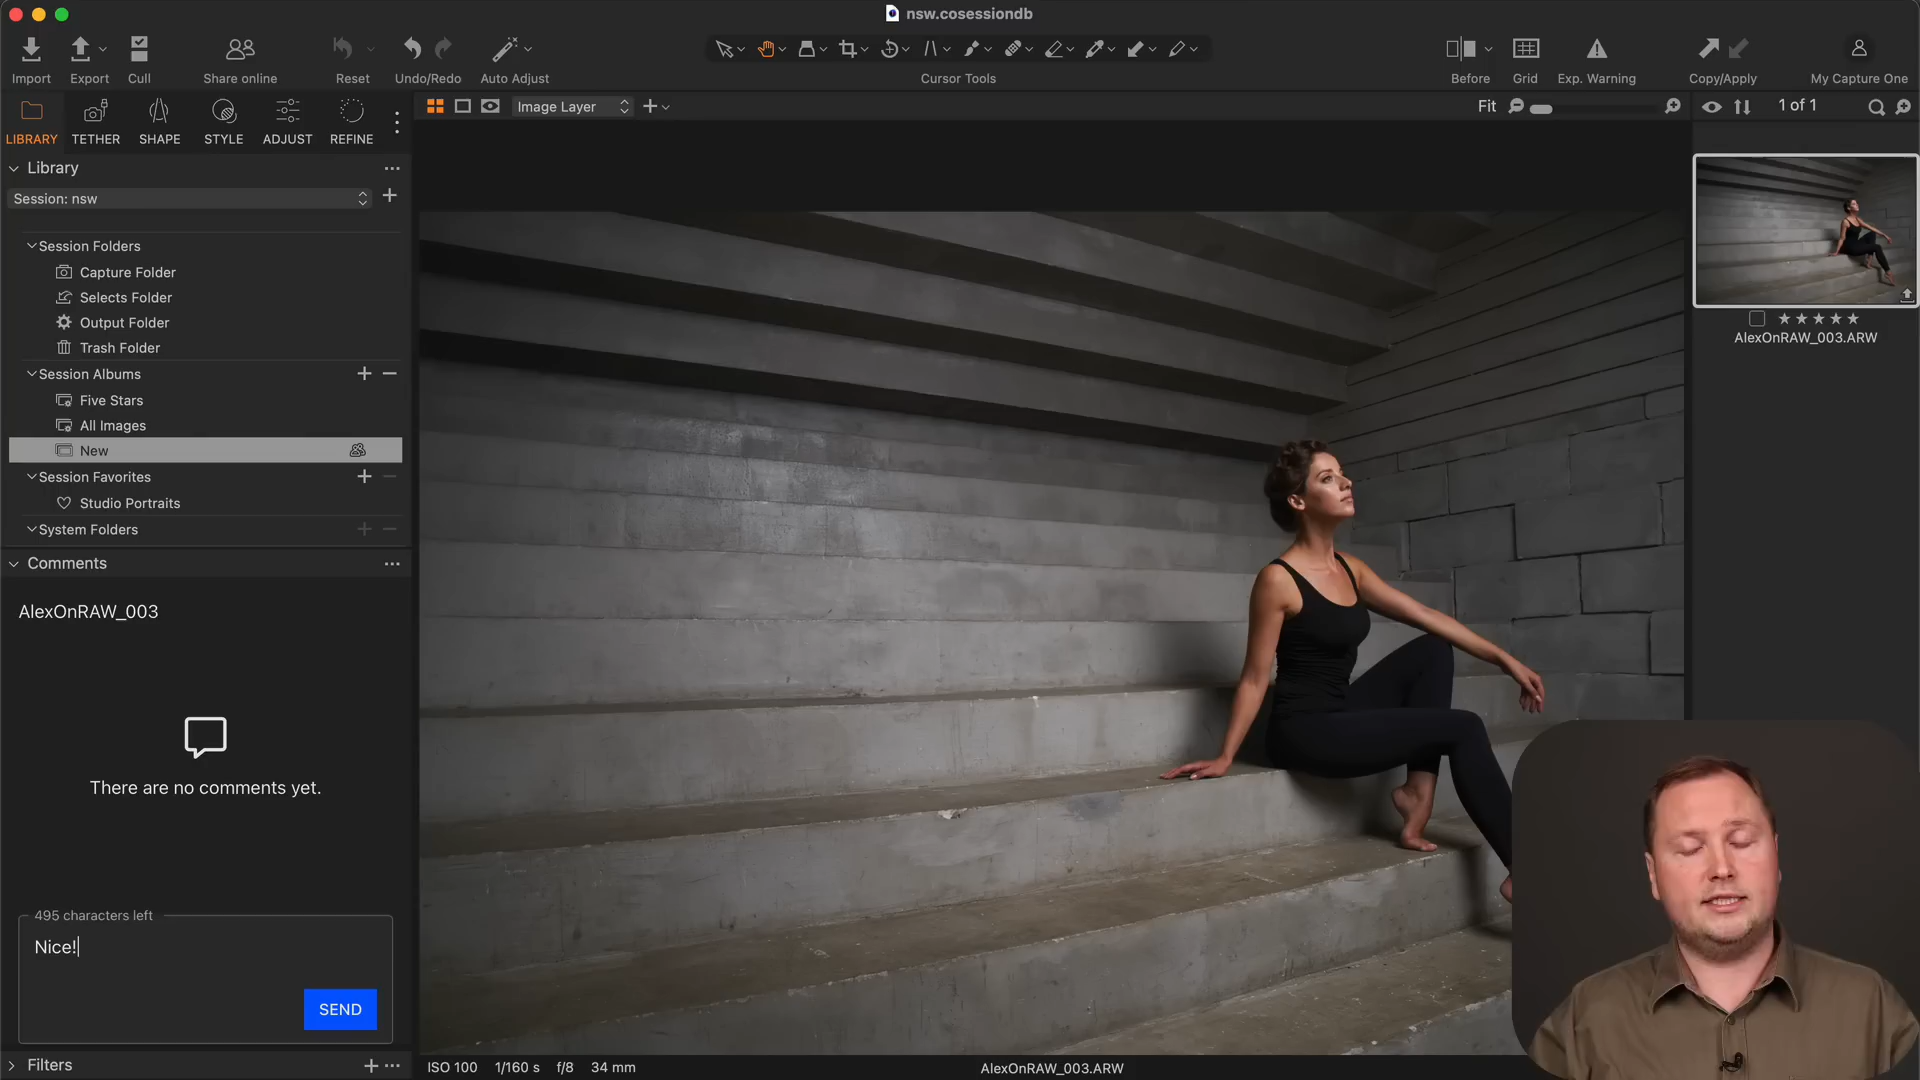 nsw.cosessiondb
Import Export Cull Share online Reset Undo/Redo Auto Adjust Cursor Tools Before Grid Exp. Warning Copy/Apply My Capture One
LIBRARY TETHER SHAPE STYLE ADJUST REFINE
Image Layer
Fit
1 of 1
Library
Session: nsw
Session Folders
Capture Folder
Selects Folder
Output Folder
Trash Folder
Session Albums
Five Stars
All Images
New
Session Favorites
Studio Portraits
System Folders
AlexOnRAW_003.ARW
Comments
AlexOnRAW_003
There are no comments yet.
495 characters left
Nice!
SEND
Filters
ISO 100 1/160 s f/8 34 mm
AlexOnRAW_003.ARW